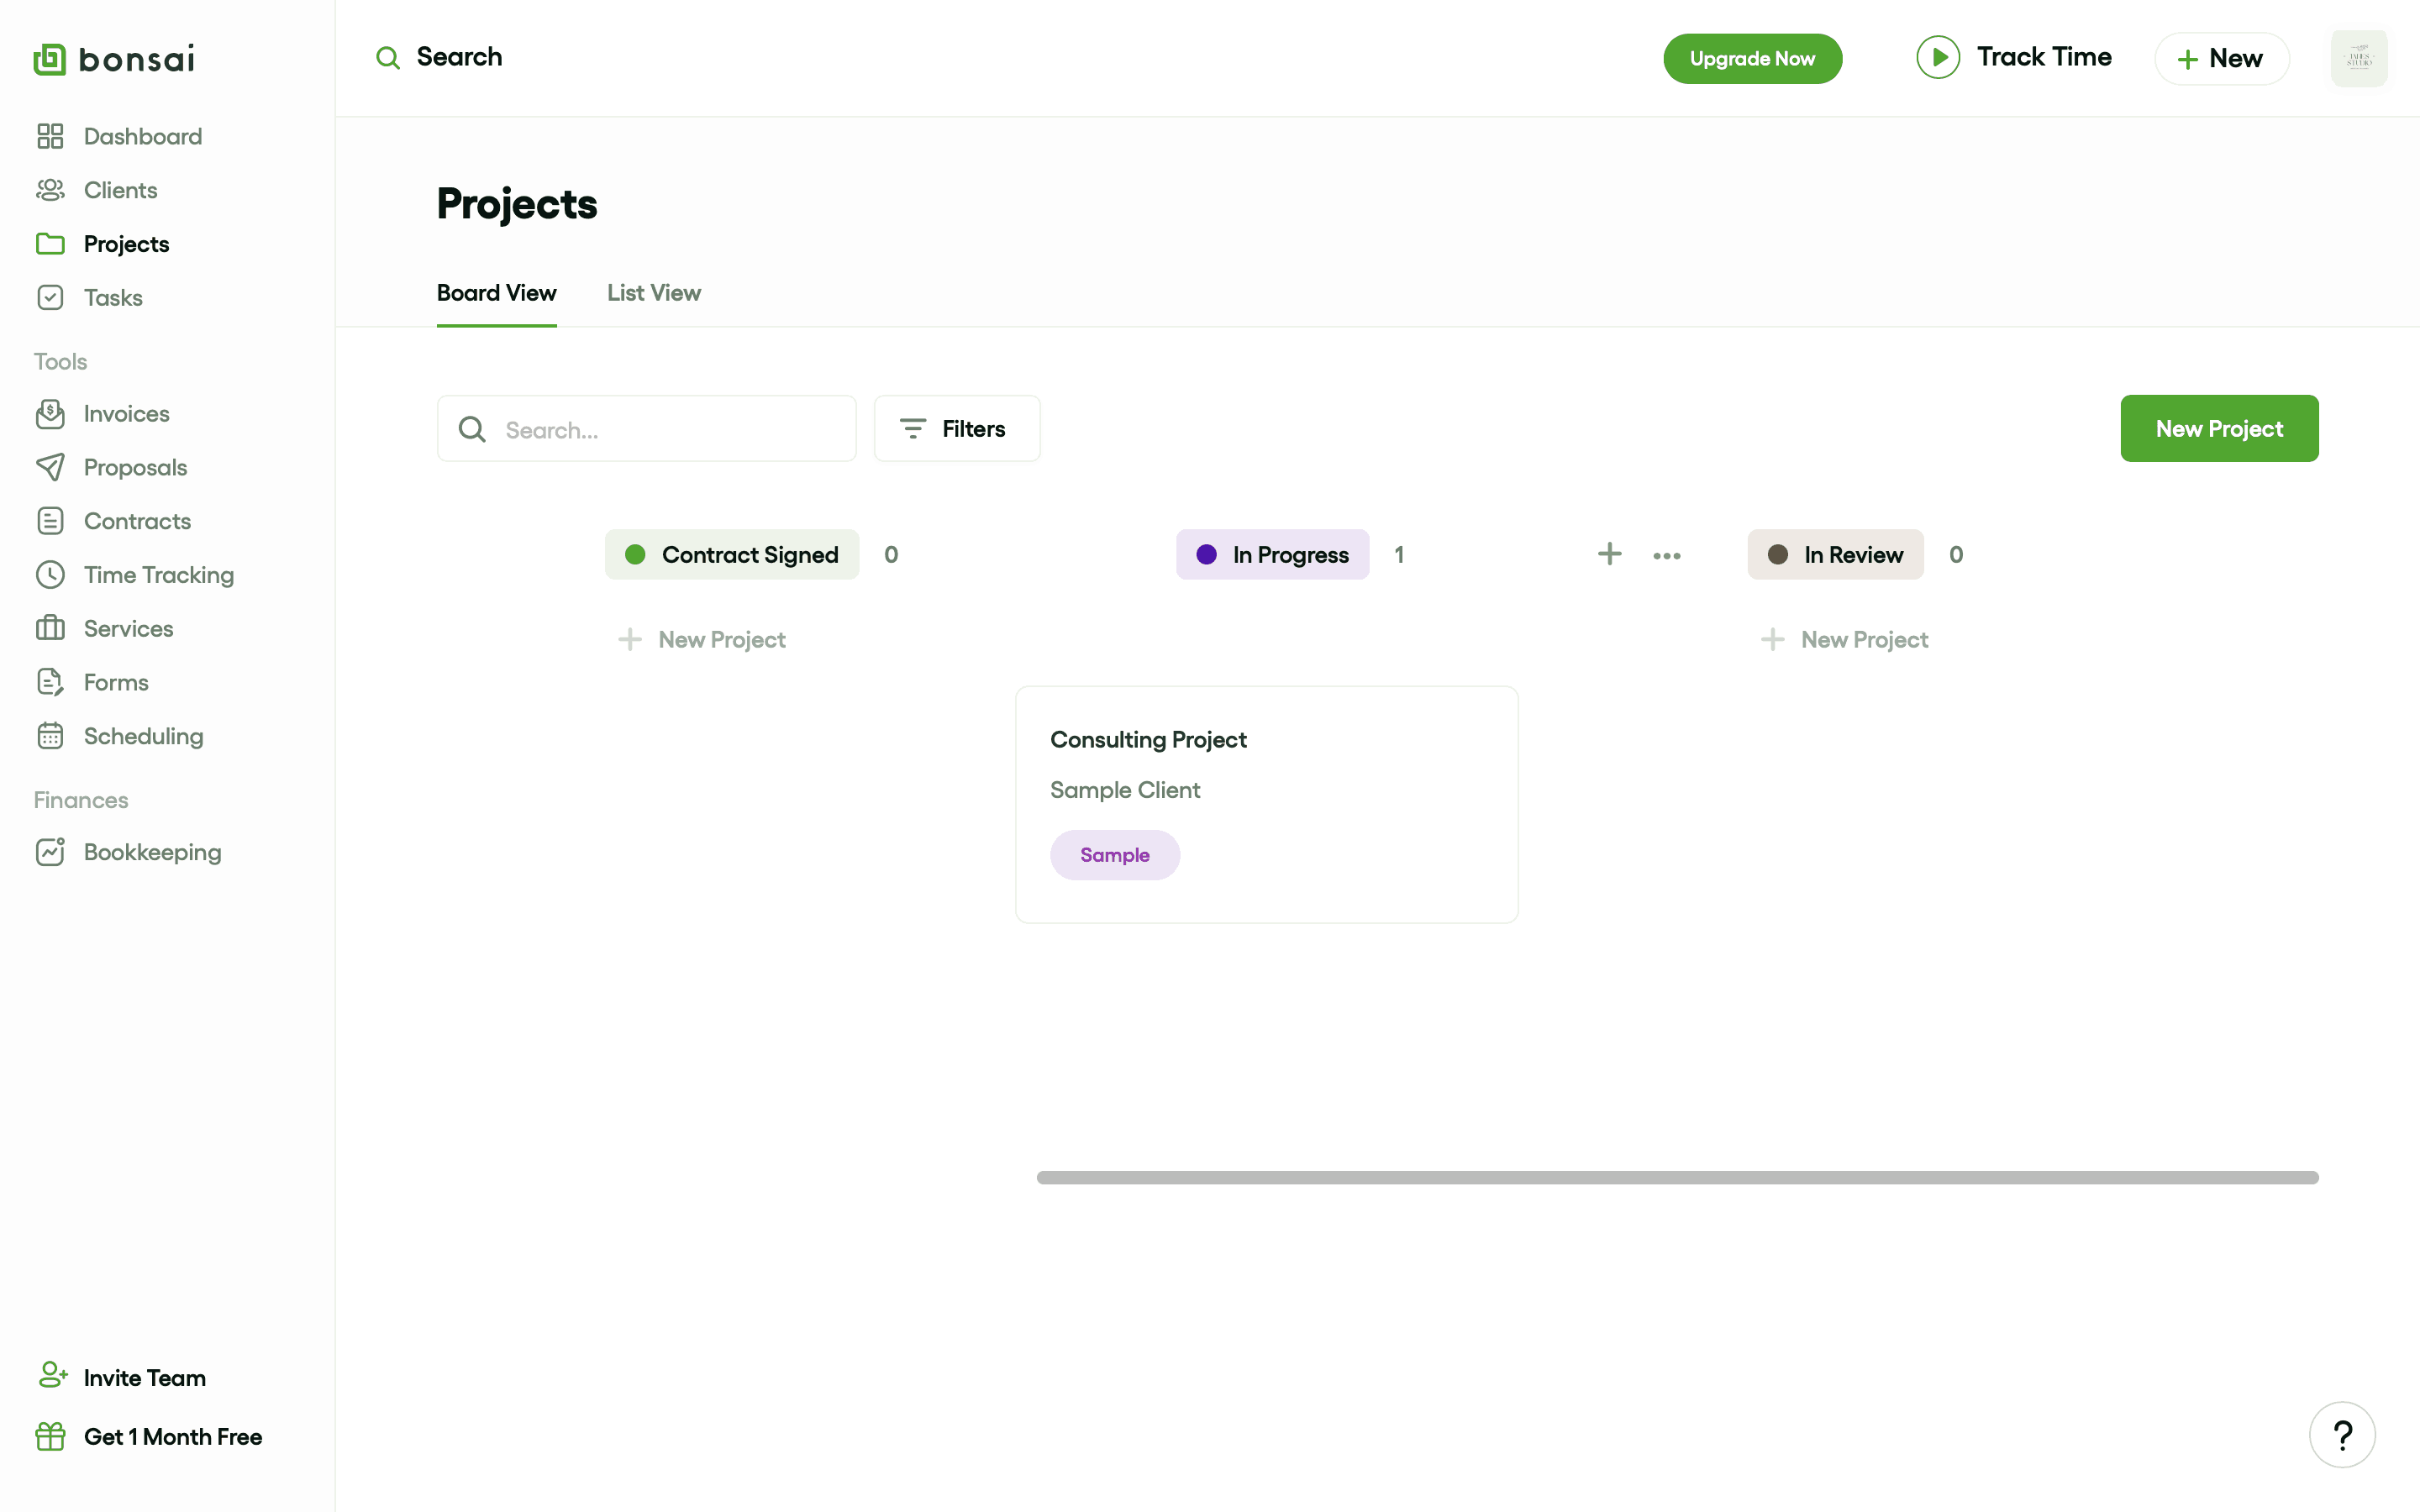 bonsai
Search
Upgrade Now
Track Time
New
Dashboard
Clients
Projects
Tasks
Tools
Invoices
Proposals
Contracts
Time Tracking
Services
Forms
Scheduling
Finances
Bookkeeping
Invite Team
Get 1 Month Free
Projects
Board View
List View
Search...
Filters
New Project
Contract Signed 0
In Progress 1
In Review 0
New Project
New Project
Consulting Project
Sample Client
Sample
?